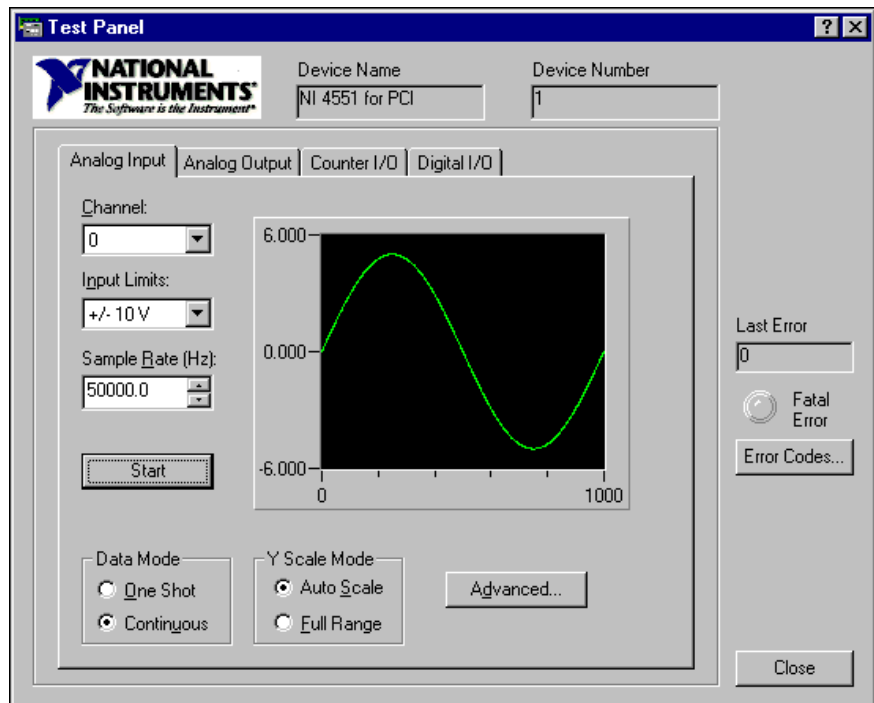 Test Panel
NATIONAL
INSTRUMENTS
The Software is the Instrument
Device Name
NI 4551 for PCI
Device Number
1
Analog Input
Analog Output
Counter I/O
Digital I/O
Channel:
0
Input Limits:
+/- 10 V
Sample Rate (Hz):
50000.0
Start
6.000
0.000
-6.000
0
1000
Data Mode
One Shot
Continuous
Y Scale Mode
Auto Scale
Full Range
Advanced...
Last Error
0
Fatal
Error
Error Codes...
Close